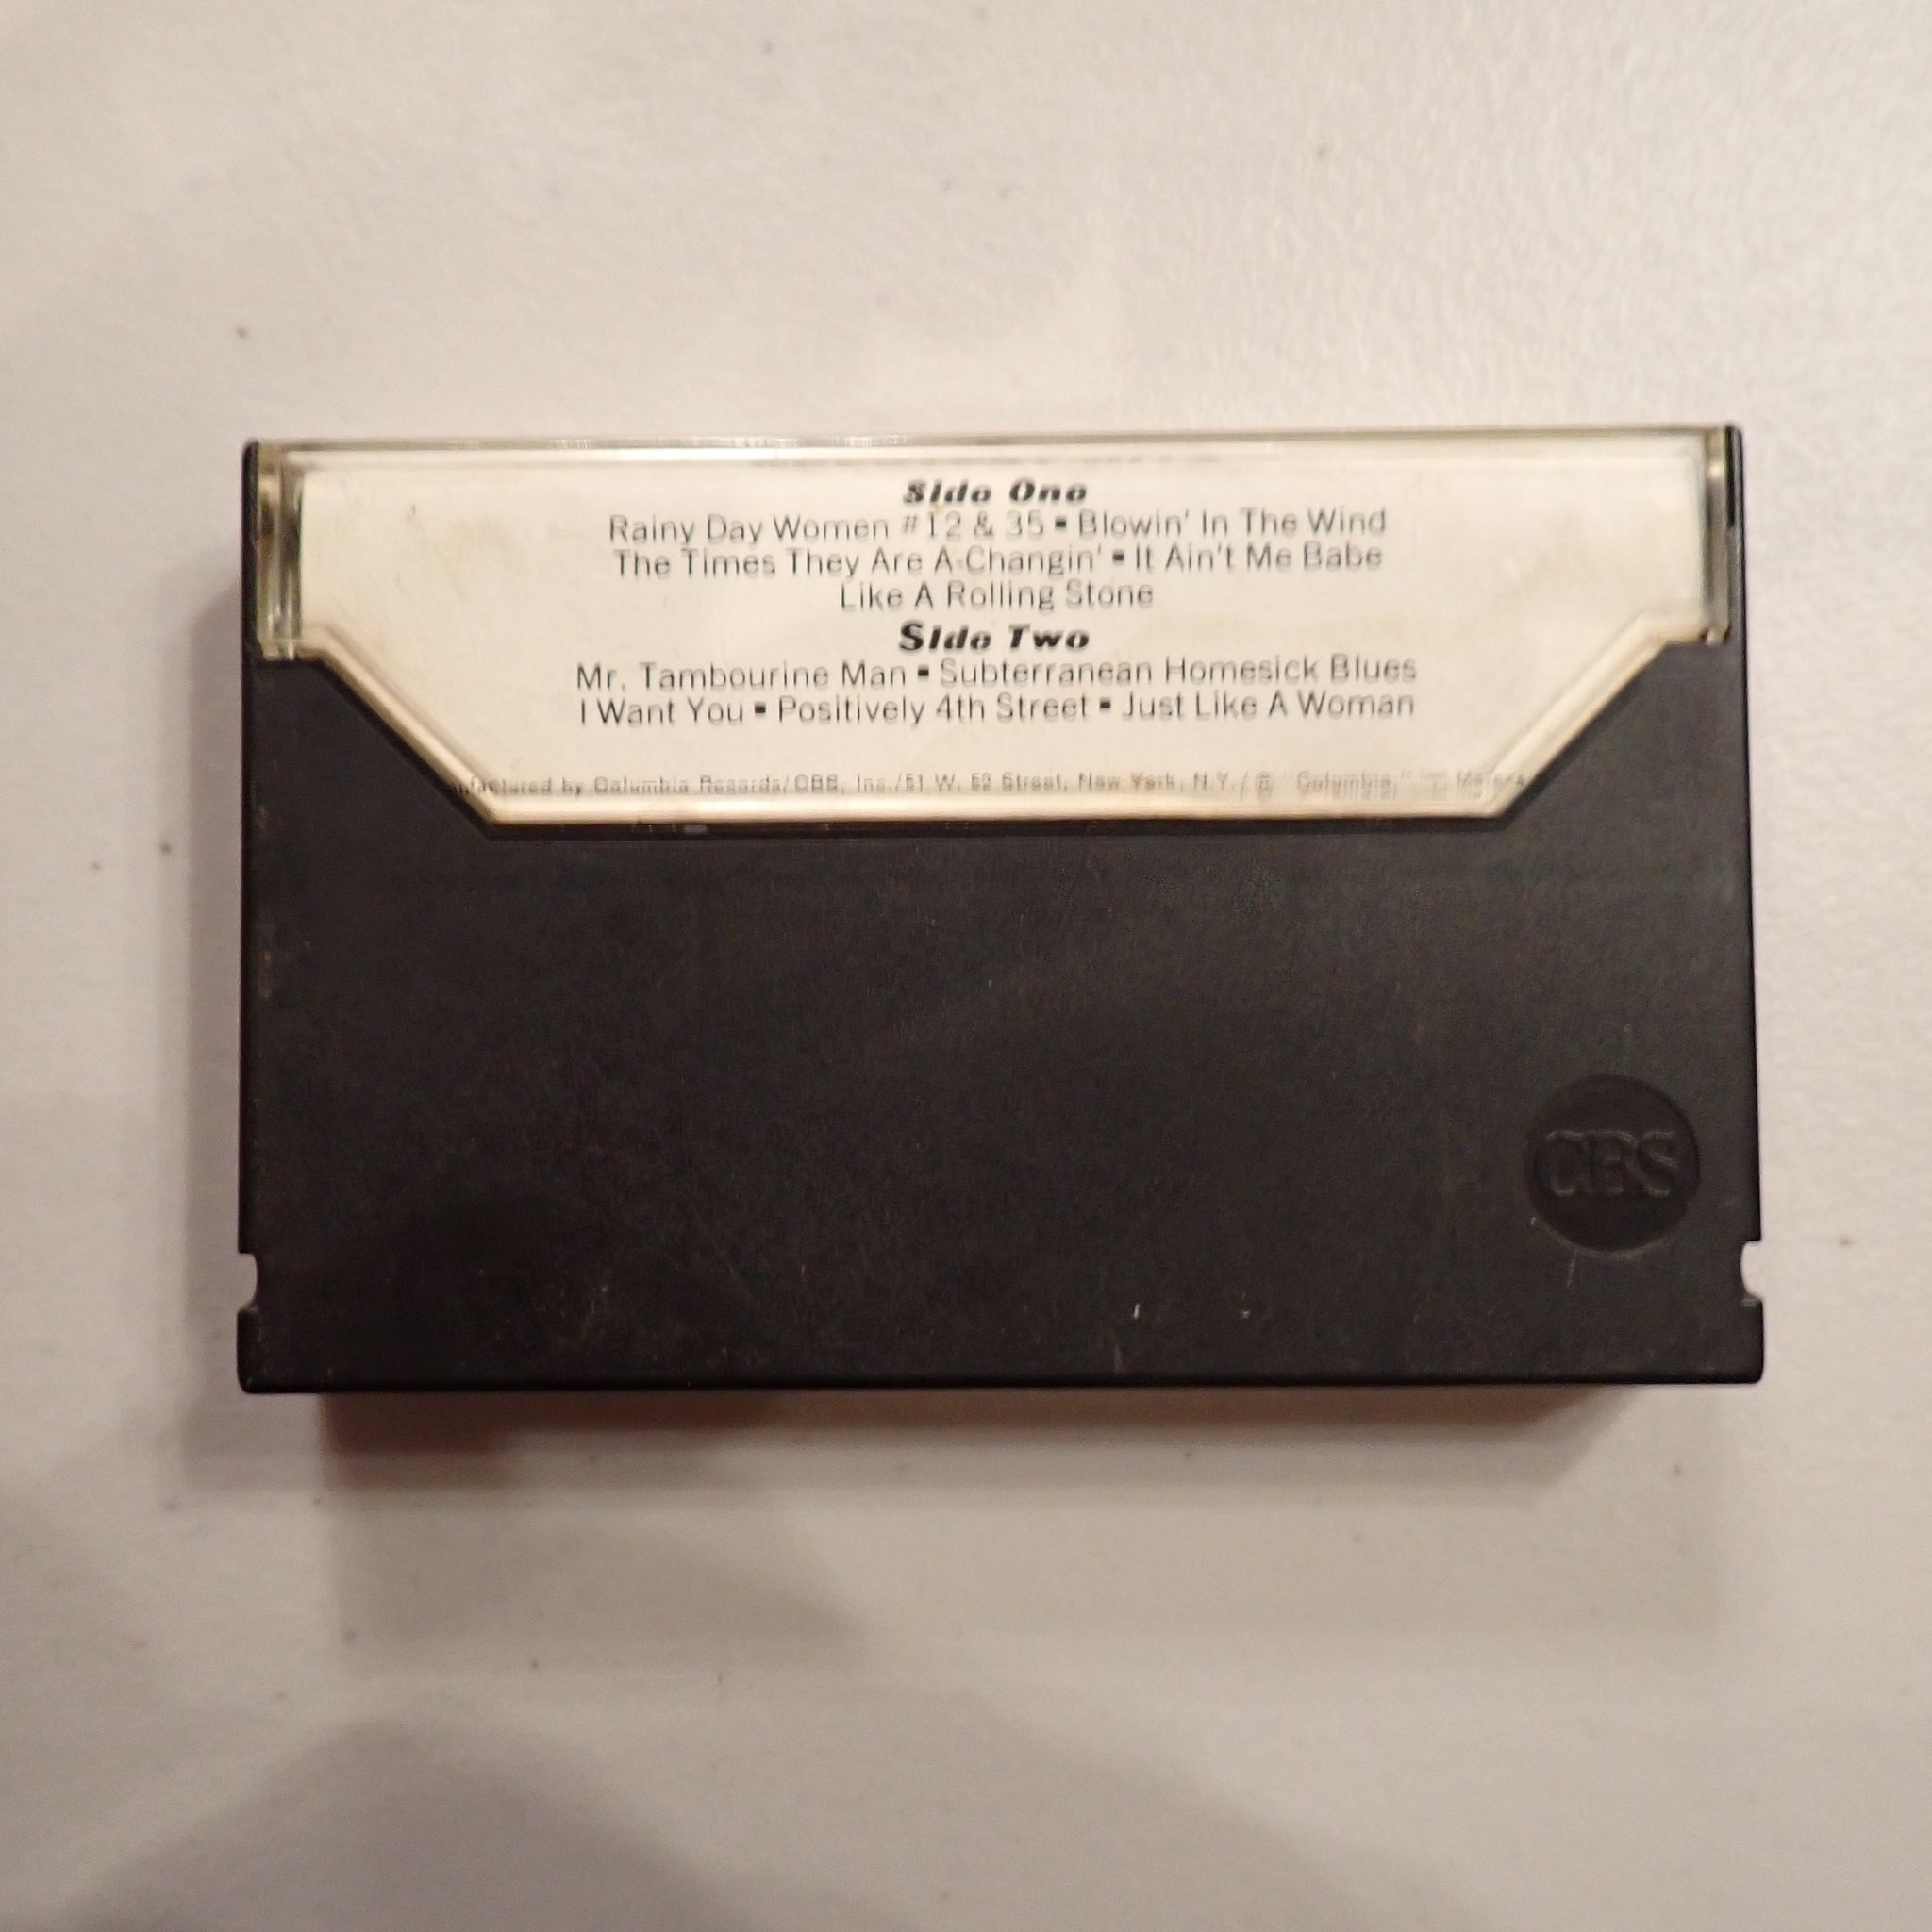 Side One
Rainy Day Women #12 & 35 ▪ Blowin' In The Wind
The Times They Are A-Changin' ▪ It Ain't Me Babe
Like A Rolling Stone
Side Two
Mr. Tambourine Man ▪ Subterranean Homesick Blues
I Want You ▪ Positively 4th Street ▪ Just Like A Woman
factured by Columbia Records/CBS, Inc./51 W. 52 Street, New York, N.Y./® "Columbia,"
CBS